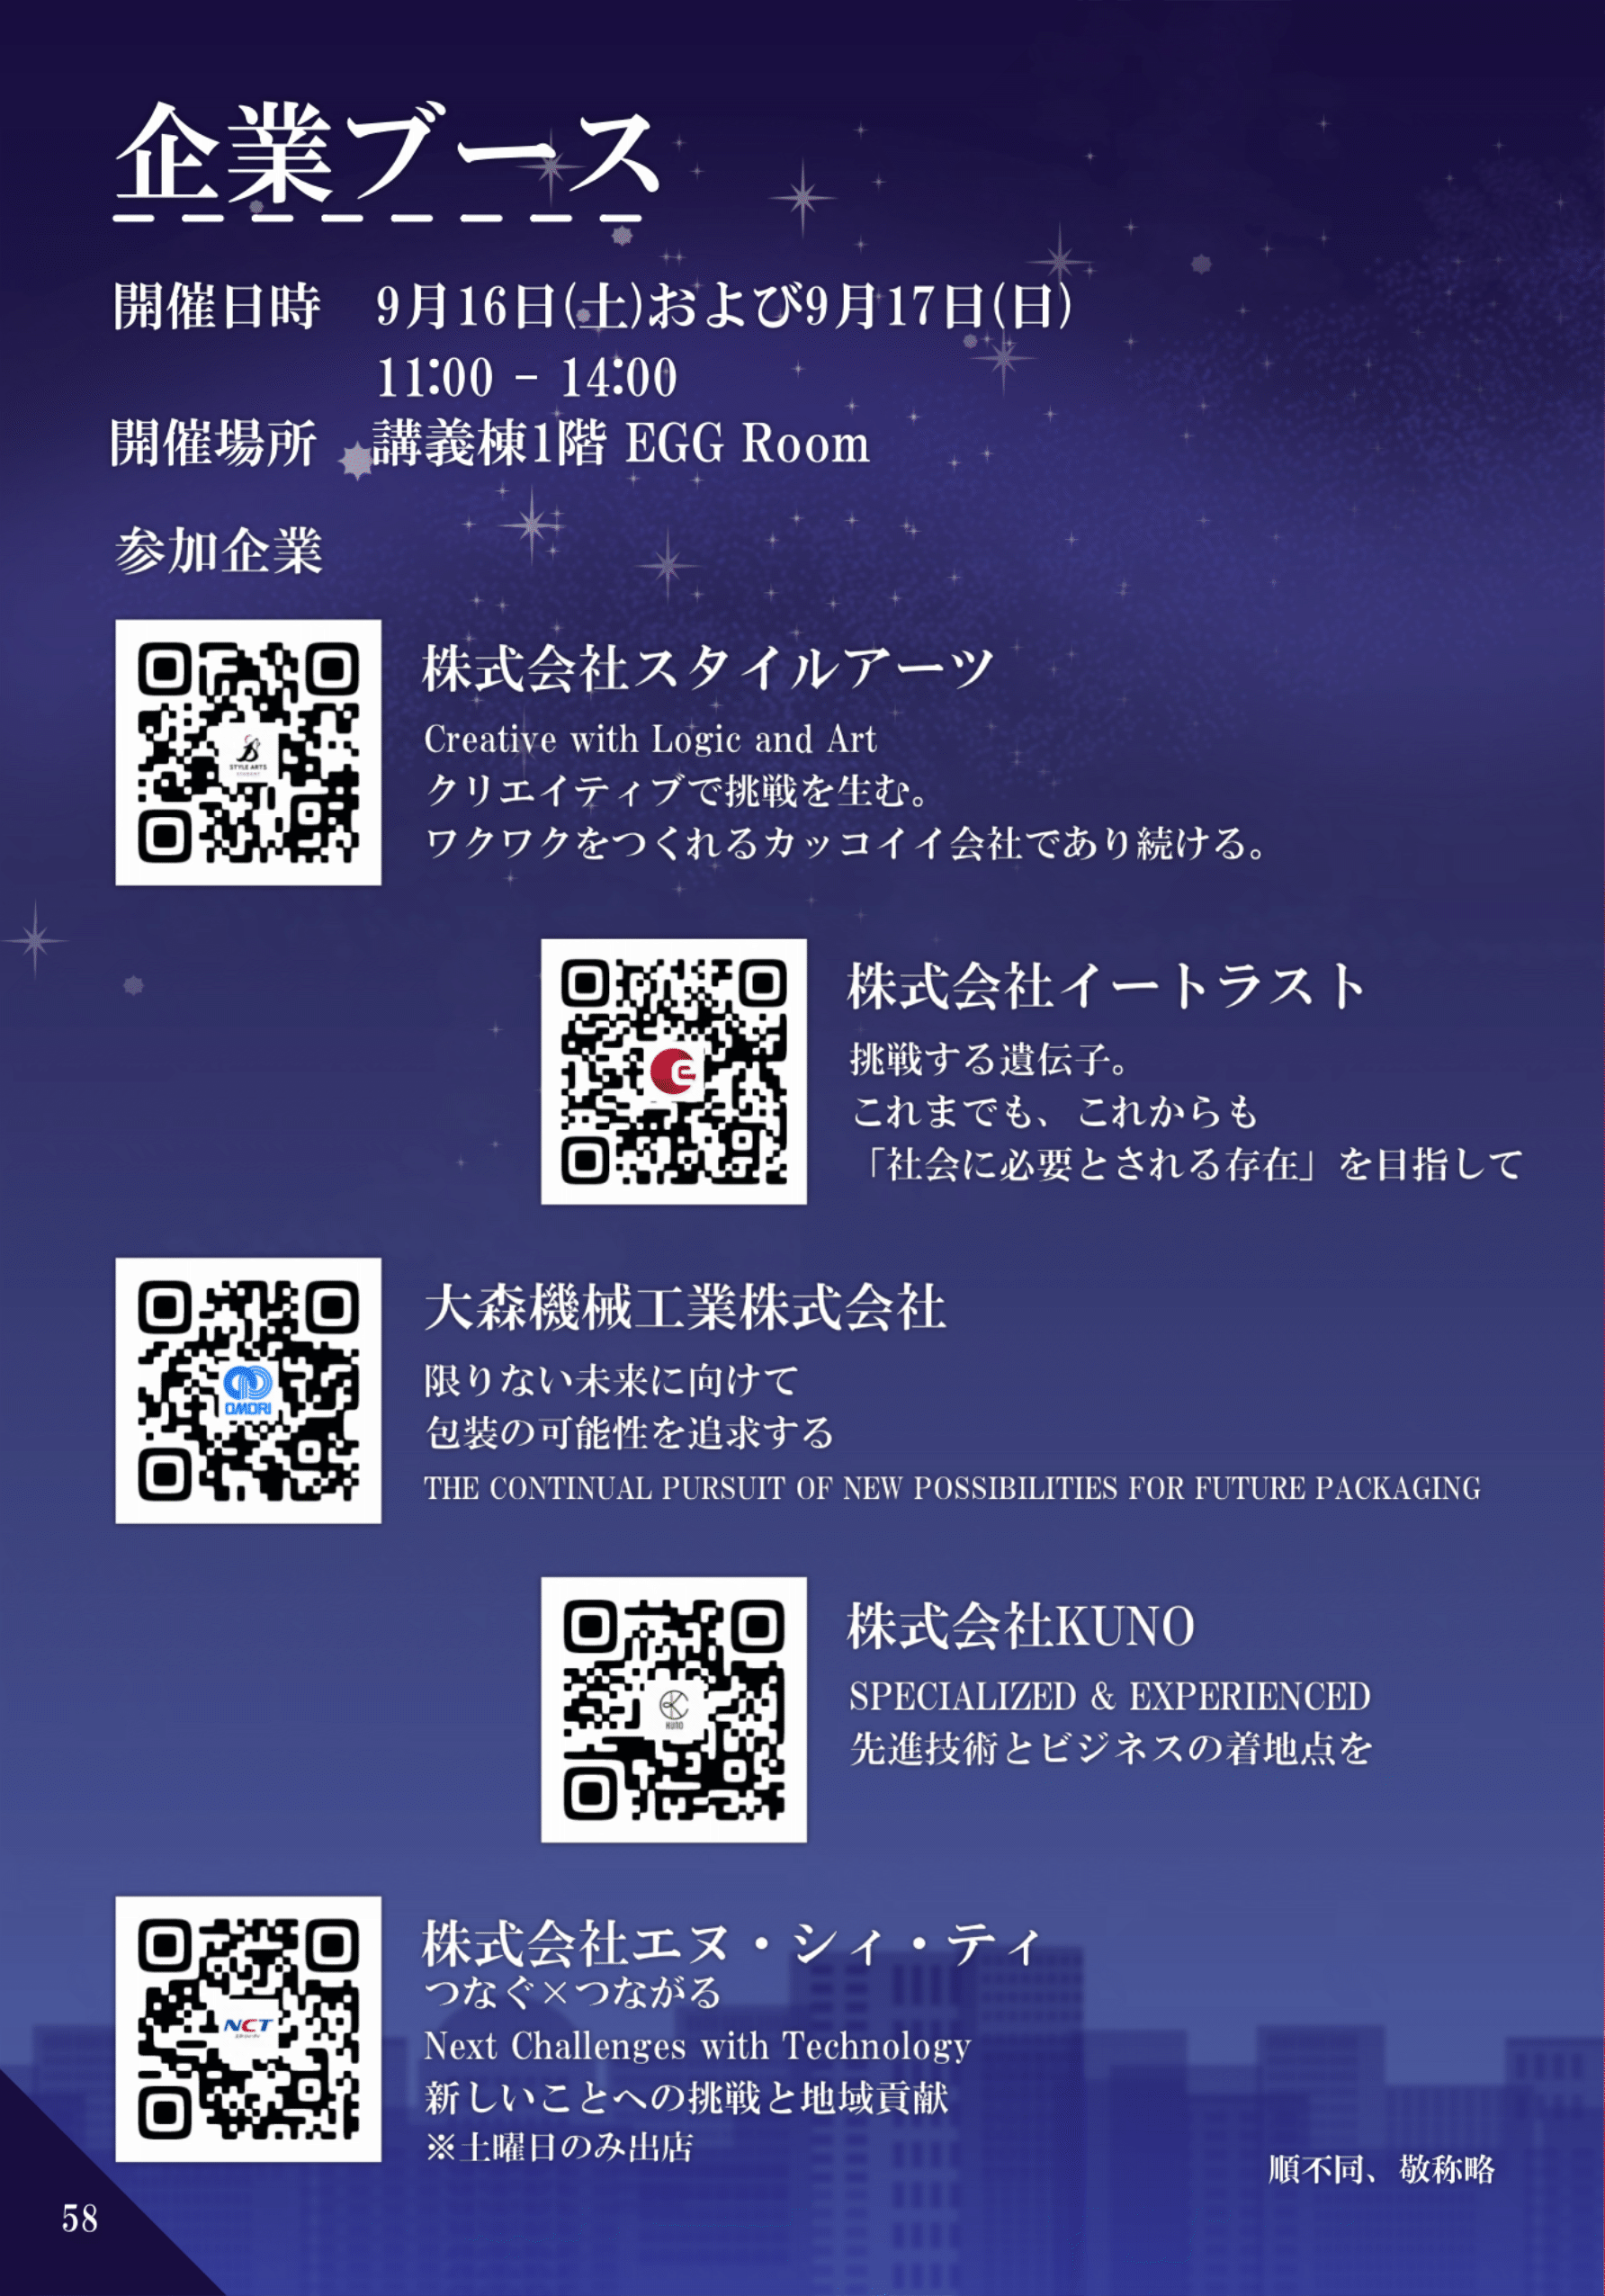 企業ブース
開催日時 9月16日(土)および9月17日(日)
11:00 - 14:00
開催場所 講義棟1階 EGG Room
参加企業
STYLE ARTS
株式会社スタイルアーツ
Creative with Logic and Art
クリエイティブで挑戦を生む。
ワクワクをつくれるカッコイイ会社であり続ける。
株式会社イートラスト
挑戦する遺伝子。
これまでも、これからも
「社会に必要とされる存在」を目指して
OMORI
大森機械工業株式会社
限りない未来に向けて
包装の可能性を追求する
THE CONTINUAL PURSUIT OF NEW POSSIBILITIES FOR FUTURE PACKAGING
KUNO
株式会社KUNO
SPECIALIZED & EXPERIENCED
先進技術とビジネスの着地点を
NCT
株式会社エヌ・シィ・ティ
つなぐ×つながる
Next Challenges with Technology
新しいことへの挑戦と地域貢献
※土曜日のみ出店
順不同、敬称略
58